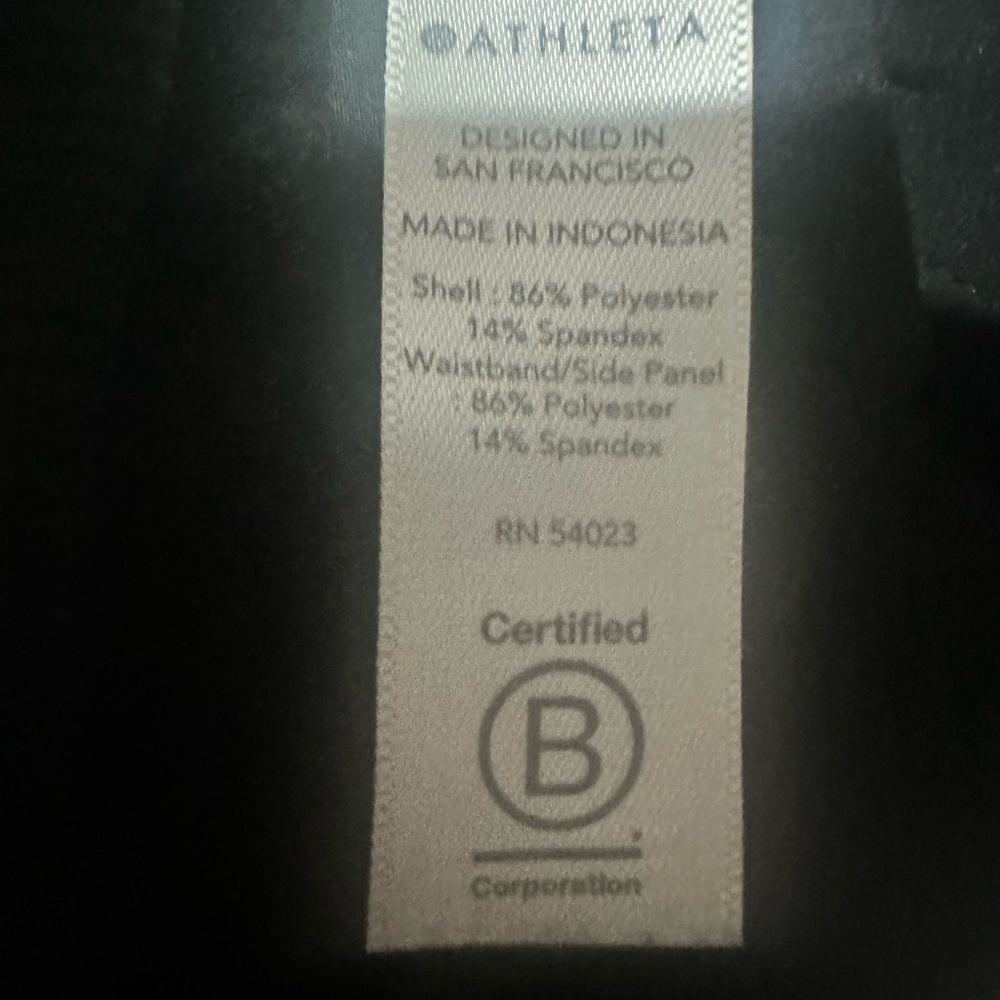 ATHLETA
DESIGNED IN
SAN FRANCISCO
MADE IN INDONESIA
Shell : 86% Polyester
14% Spandex
Waistband/Side Panel
: 86% Polyester
14% Spandex
RN 54023
Certified
B
Corporation